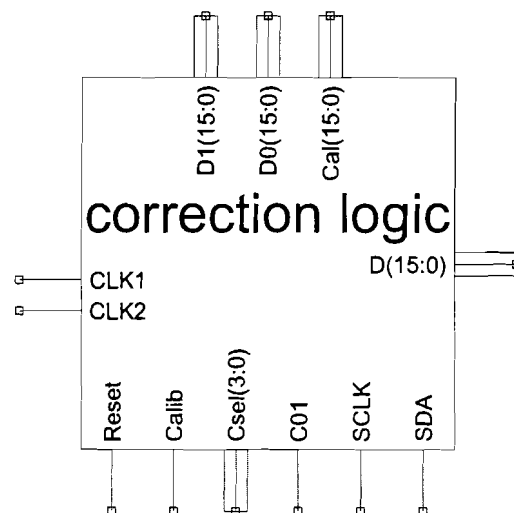 D1(15:0)
D0(15:0)
Cal(15:0)
correction logic
D(15:0)
CLK1
CLK2
Reset
Calib
Csel(3:0)
C01
SCLK
SDA